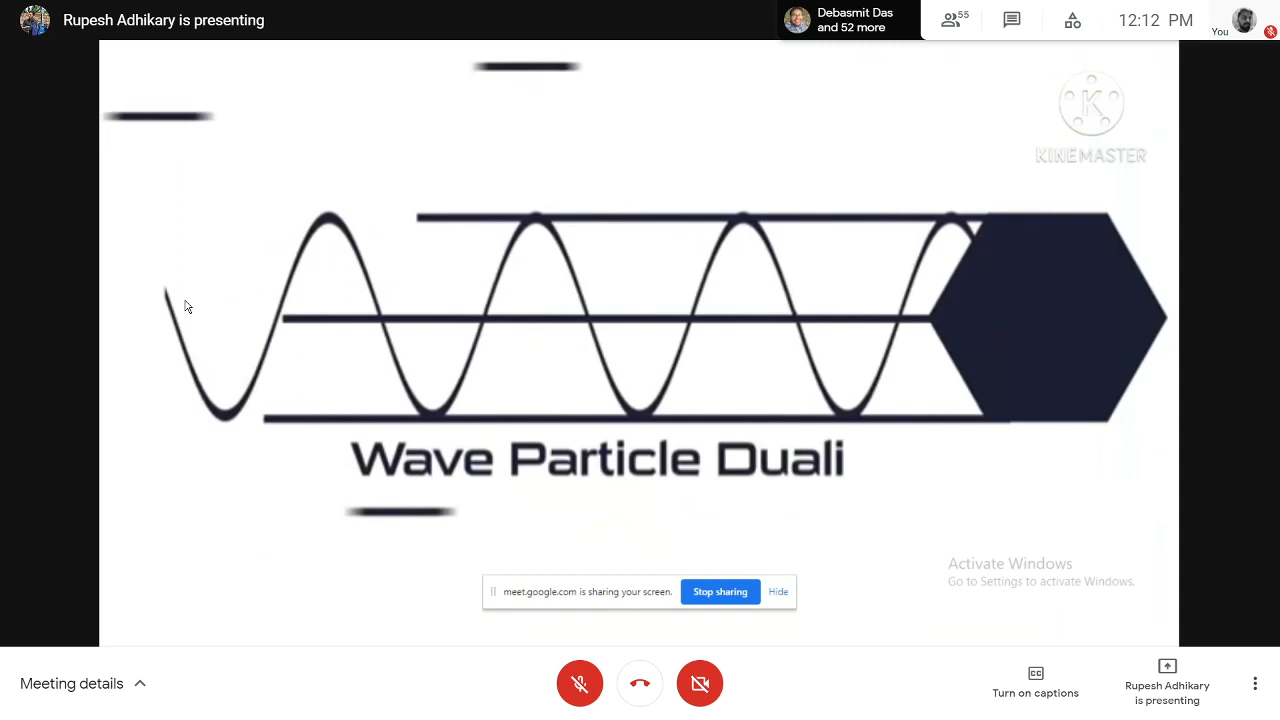 Rupesh Adhikary is presenting
Debasmit Das
and 52 more
55
12:12 PM
You
K
KINEMASTER
Wave Particle Duali
Activate Windows
Go to Settings to activate Windows.
meet.google.com is sharing your screen.
Stop sharing
Hide
Meeting details
CC
Turn on captions
Rupesh Adhikary
is presenting